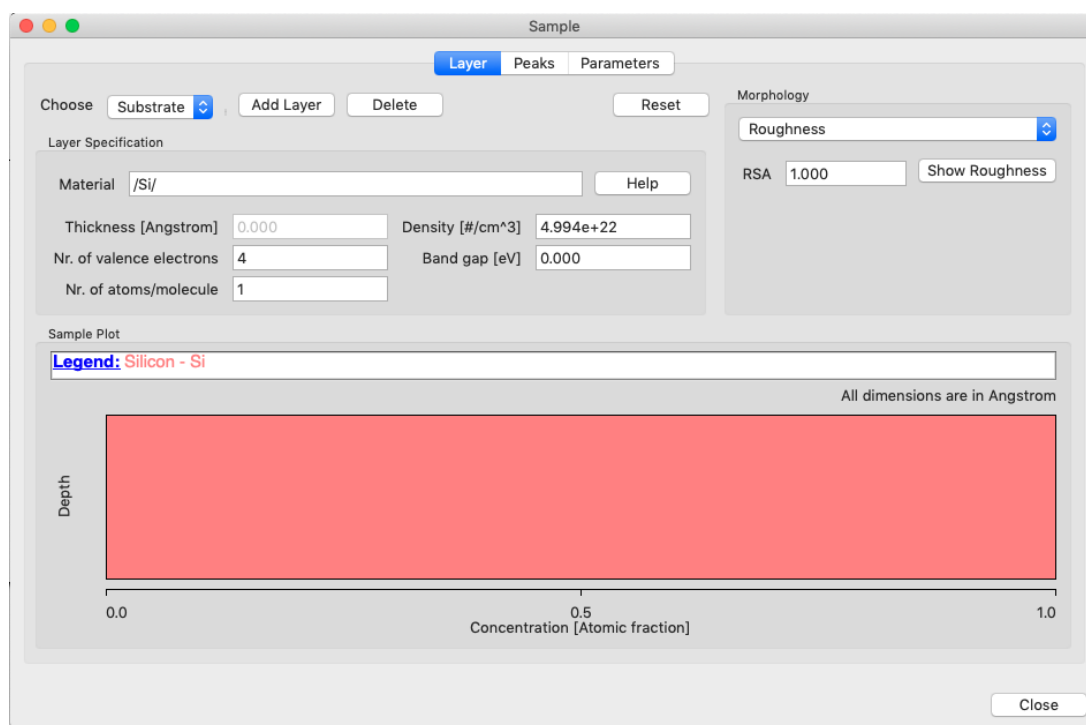 Sample
Layer Peaks Parameters
Choose Substrate Add Layer Delete Reset
Morphology
Roughness
RSA 1.000 Show Roughness
Layer Specification
Material /Si/ Help
Thickness [Angstrom] 0.000 Density [#/cm^3] 4.994e+22
Nr. of valence electrons 4 Band gap [eV] 0.000
Nr. of atoms/molecule 1
Sample Plot
Legend: Silicon - Si
All dimensions are in Angstrom
Depth
0.0 0.5 1.0
Concentration [Atomic fraction]
Close